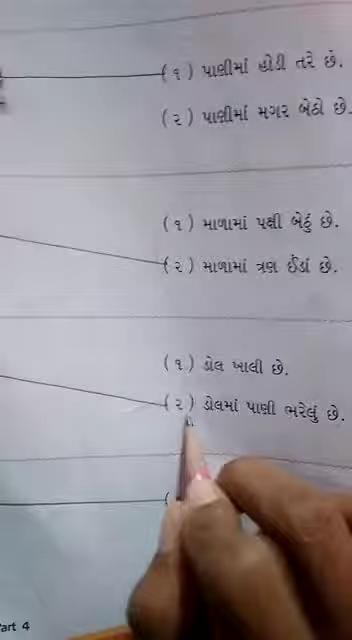 (૧) પાણીમાં હોડી તરે છે.
(૨) પાણીમાં મગર બેઠો છે.
(૧) માળામાં પક્ષી બેઠું છે.
(૨) માળામાં ત્રણ ઈંડાં છે.
(૧) ડોલ ખાલી છે.
(૨) ડોલમાં પાણી ભરેલું છે.
art 4